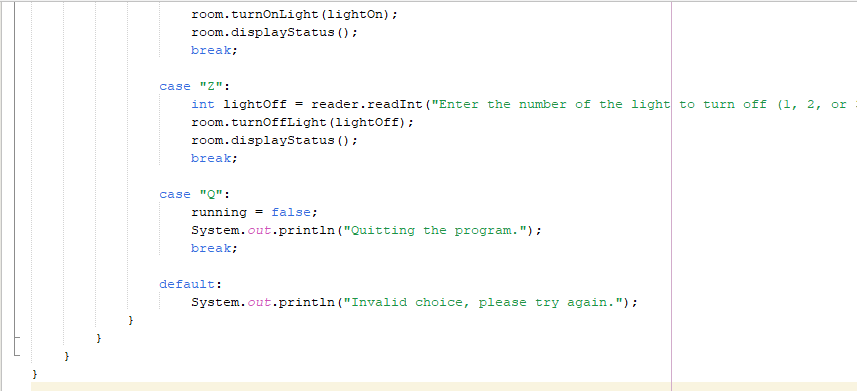 room.turnOnLight(lightOn);
room.displayStatus();
break;
case "Z":
int lightOff = reader.readInt("Enter the number of the light to turn off (1, 2, or
room.turnOffLight(lightOff);
room.displayStatus();
break;
case "Q":
running = false;
System.out.println("Quitting the program.");
break;
default:
System.out.println("Invalid choice, please try again.");
}
}
}
}